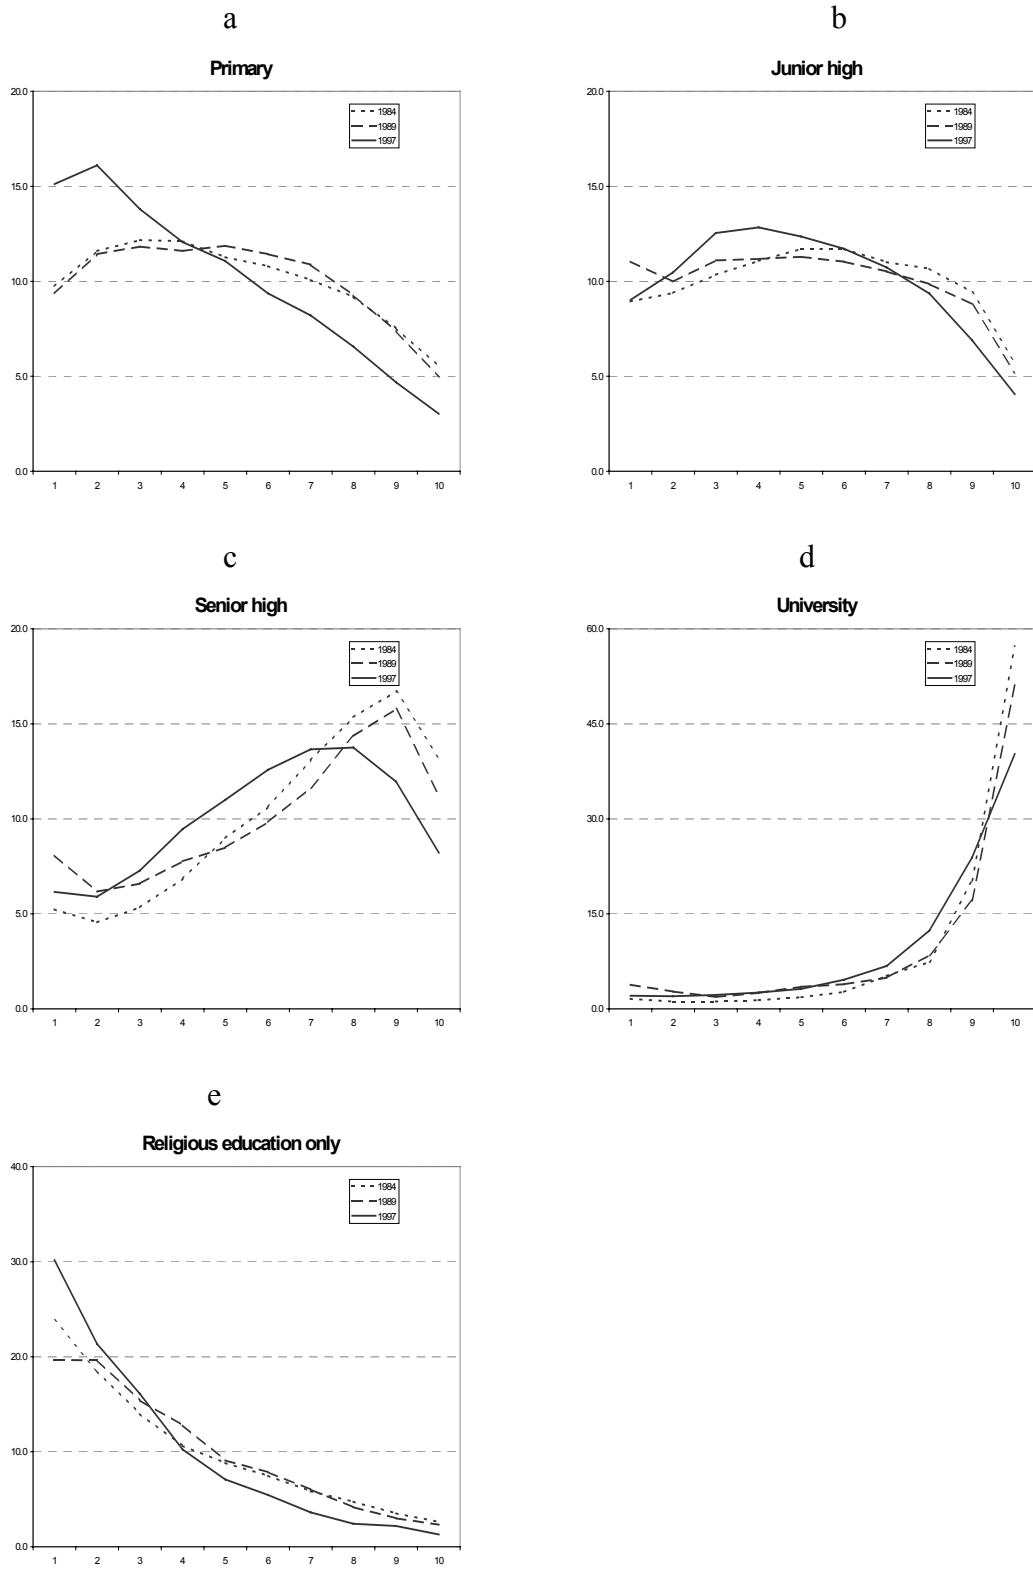 a
Primary
20.0
15.0
10.0
5.0
0.0
1 2 3 4 5 6 7 8 9 10
1984
1989
1997
b
Junior high
20.0
15.0
10.0
5.0
0.0
1 2 3 4 5 6 7 8 9 10
1984
1989
1997
c
Senior high
20.0
15.0
10.0
5.0
0.0
1 2 3 4 5 6 7 8 9 10
1984
1989
1997
d
University
60.0
45.0
30.0
15.0
0.0
1 2 3 4 5 6 7 8 9 10
1984
1989
1997
e
Religious education only
40.0
30.0
20.0
10.0
0.0
1 2 3 4 5 6 7 8 9 10
1984
1989
1997